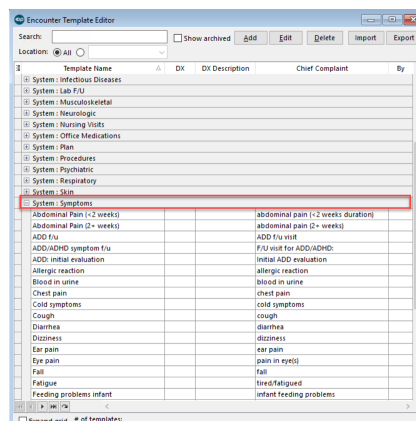 Encounter Template Editor
Search: Show archived Add Edit Delete Import Export
Location: All
Template Name DX DX Description Chief Complaint By
System : Infectious Diseases
System : Lab F/U
System : Musculoskeletal
System : Neurologic
System : Nursing Visits
System : Office Medications
System : Plan
System : Procedures
System : Psychiatric
System : Respiratory
System : Skin
System : Symptoms
Abdominal Pain (<2 weeks) abdominal pain (<2 weeks duration)
Abdominal Pain (2+ weeks) abdominal pain (2+ weeks)
ADD f/u ADD f/u visit
ADD/ADHD symptom f/u F/U visit for ADD/ADHD:
ADD: initial evaluation Initial ADD evaluation
Allergic reaction allergic reaction
Blood in urine blood in urine
Chest pain chest pain
Cold symptoms cold symptoms
Cough cough
Diarrhea diarrhea
Dizziness dizziness
Ear pain ear pain
Eye pain pain in eye(s)
Fall fall
Fatigue tired/fatigued
Feeding problems infant infant feeding problems
Expand grid # of templates: